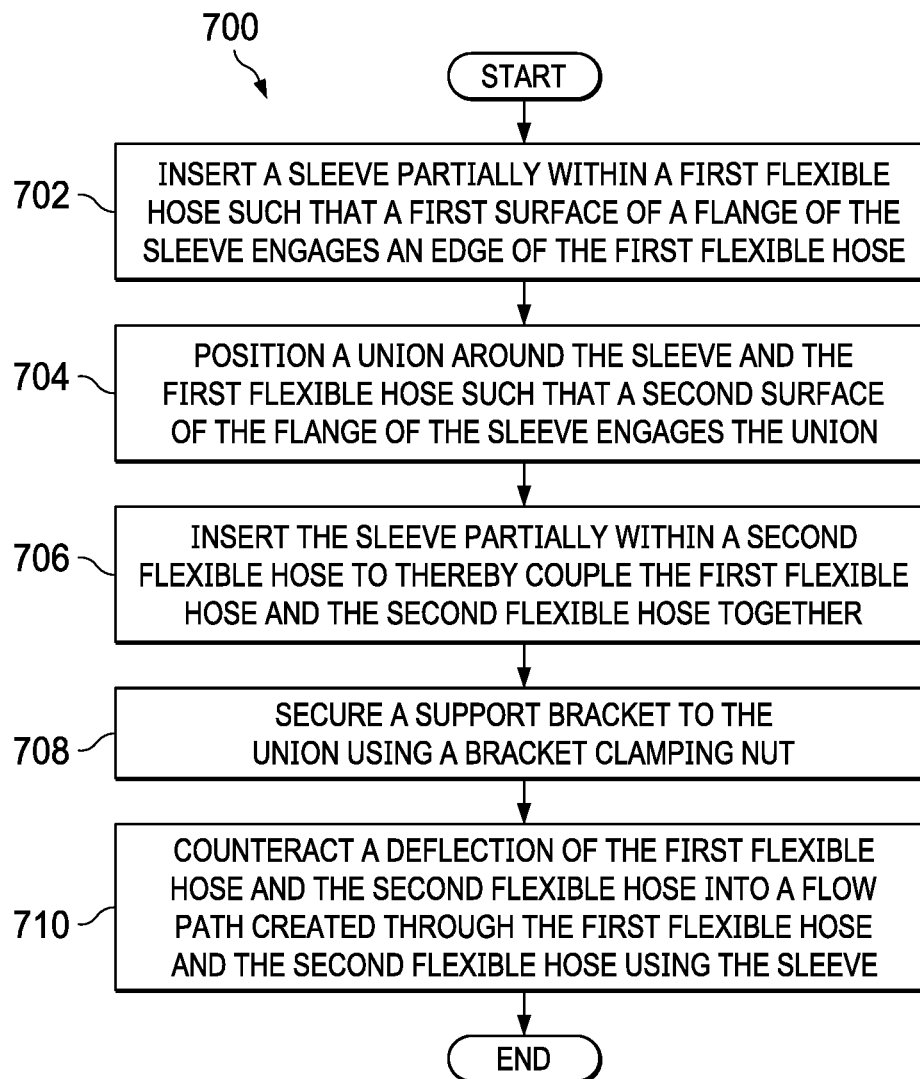 700
START
702
INSERT A SLEEVE PARTIALLY WITHIN A FIRST FLEXIBLE
HOSE SUCH THAT A FIRST SURFACE OF A FLANGE OF THE
SLEEVE ENGAGES AN EDGE OF THE FIRST FLEXIBLE HOSE
704
POSITION A UNION AROUND THE SLEEVE AND THE
FIRST FLEXIBLE HOSE SUCH THAT A SECOND SURFACE
OF THE FLANGE OF THE SLEEVE ENGAGES THE UNION
706
INSERT THE SLEEVE PARTIALLY WITHIN A SECOND
FLEXIBLE HOSE TO THEREBY COUPLE THE FIRST FLEXIBLE
HOSE AND THE SECOND FLEXIBLE HOSE TOGETHER
708
SECURE A SUPPORT BRACKET TO THE
UNION USING A BRACKET CLAMPING NUT
710
COUNTERACT A DEFLECTION OF THE FIRST FLEXIBLE
HOSE AND THE SECOND FLEXIBLE HOSE INTO A FLOW
PATH CREATED THROUGH THE FIRST FLEXIBLE HOSE
AND THE SECOND FLEXIBLE HOSE USING THE SLEEVE
END